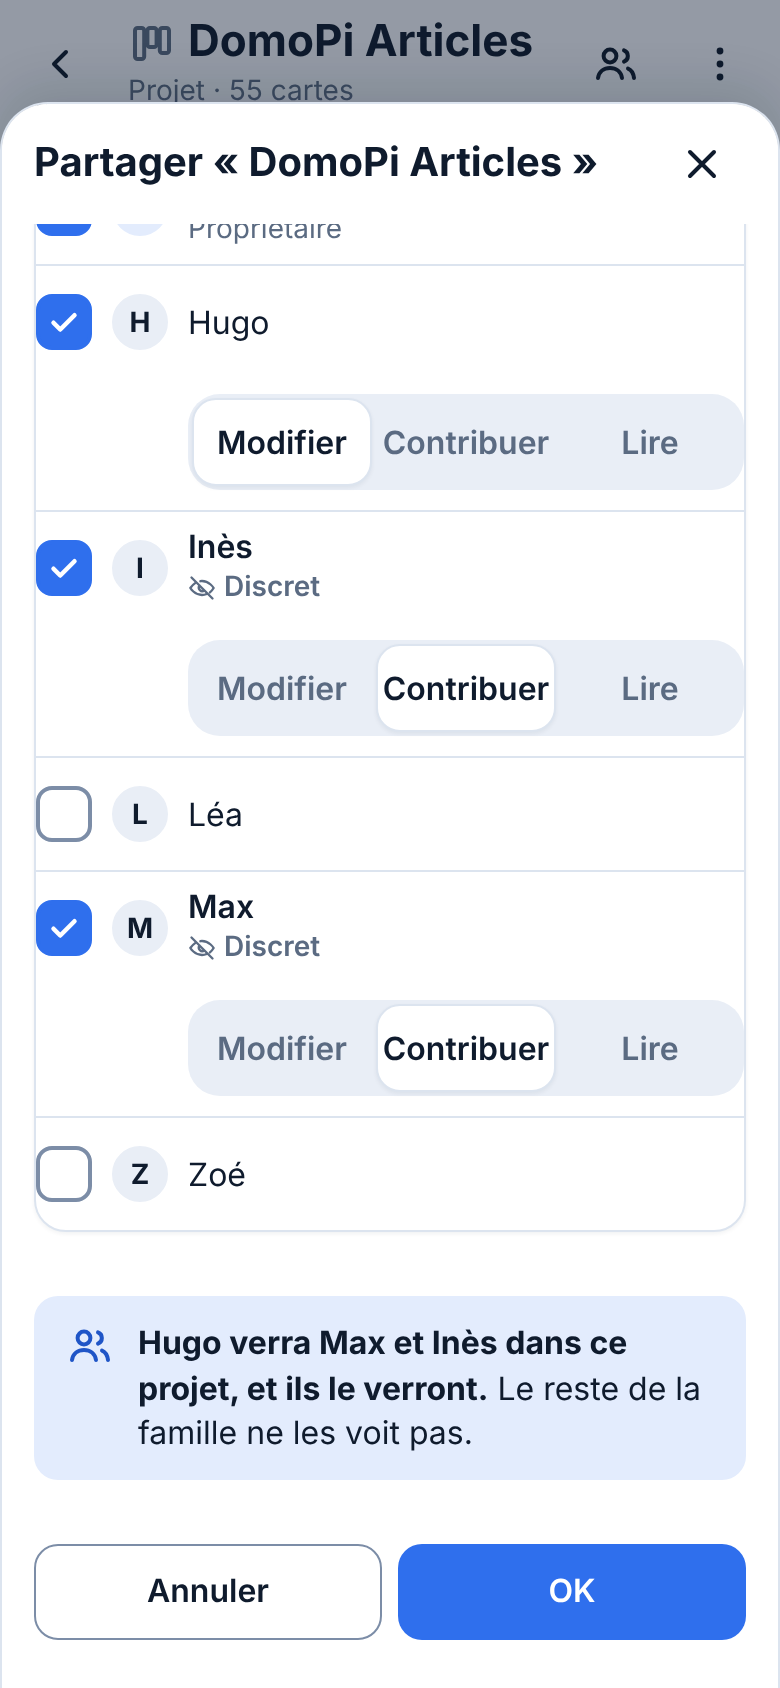 DomoPi Articles
Projet · 55 cartes
Partager « DomoPi Articles »
Propriétaire
H Hugo
Modifier Contribuer Lire
I Inès
Discret
Modifier Contribuer Lire
L Léa
M Max
Discret
Modifier Contribuer Lire
Z Zoé
Hugo verra Max et Inès dans ce
projet, et ils le verront. Le reste de la
famille ne les voit pas.
Annuler OK